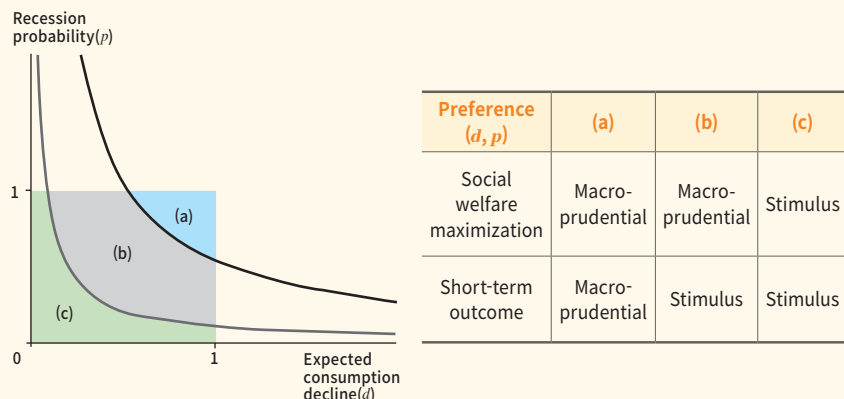 Recession
probability(p)
1
(a)
(b)
(c)
0
1
Expected
consumption
decline(d)
Preference
(d, p)
(a)
(b)
(c)
Social
welfare
maximization
Macro-
prudential
Macro-
prudential
Stimulus
Short-term
outcome
Macro-
prudential
Stimulus
Stimulus